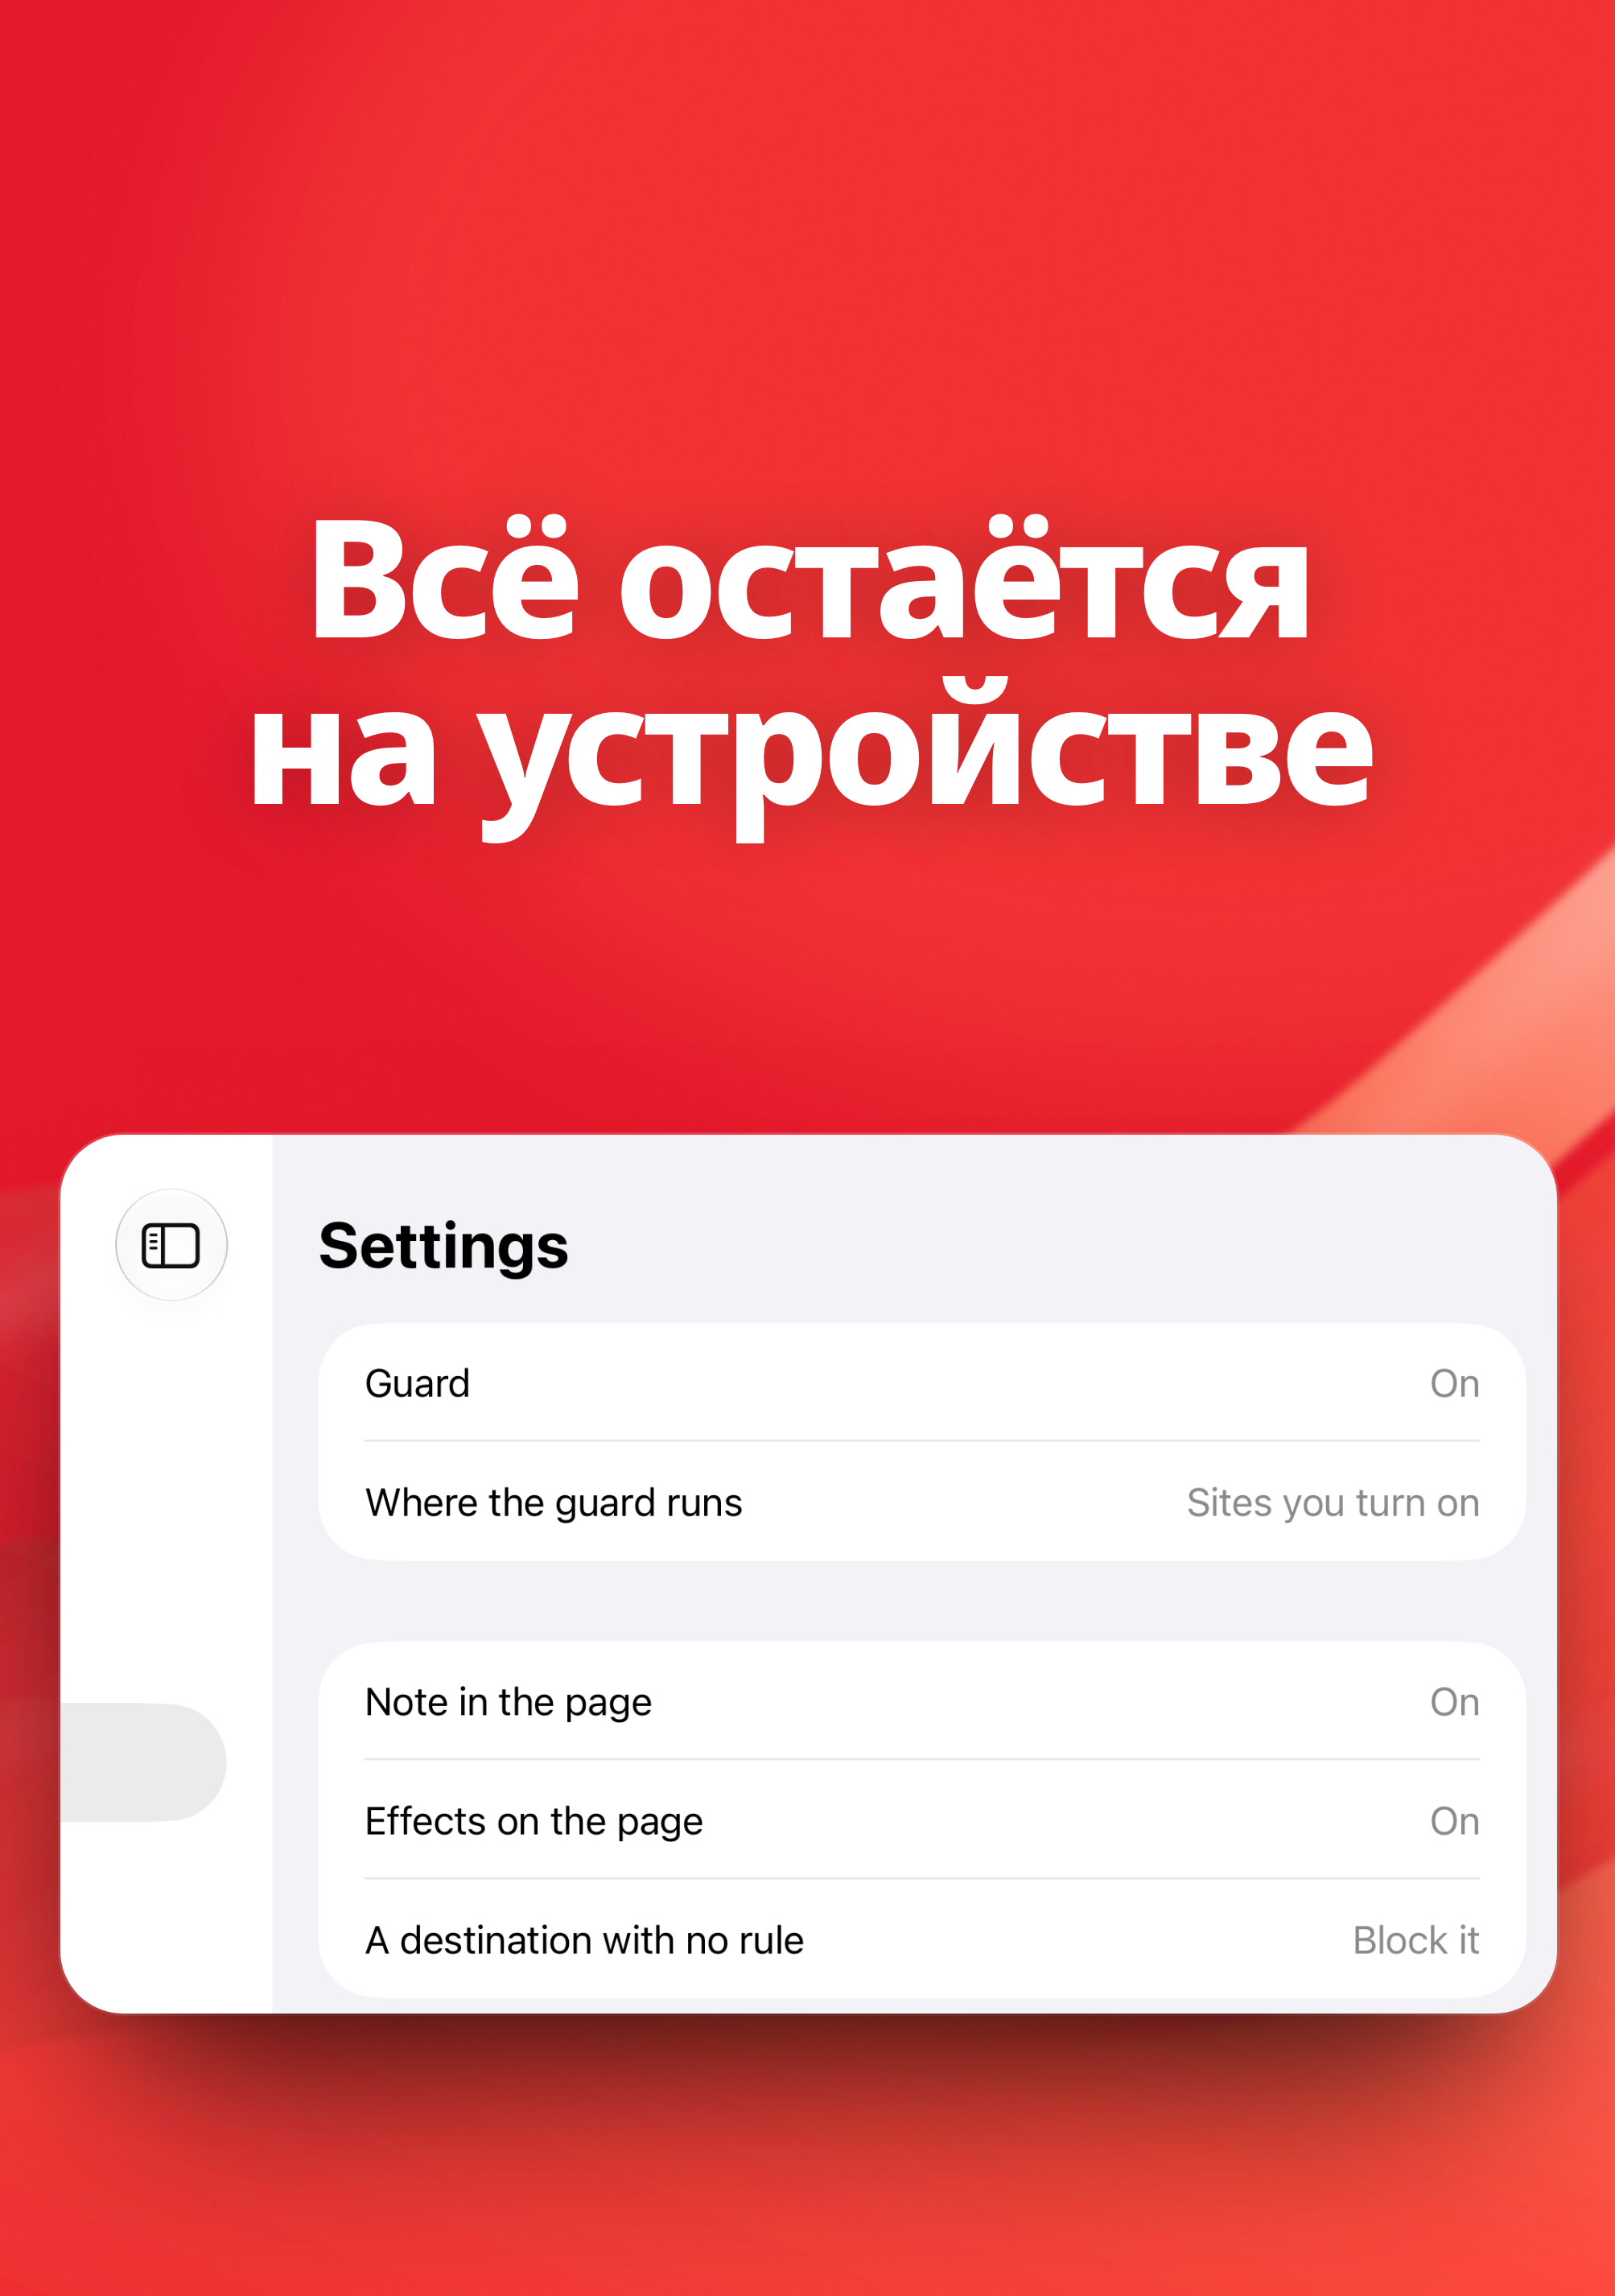 Всё остаётся
на устройстве
Settings
Guard On
Where the guard runs Sites you turn on
Note in the page On
Effects on the page On
A destination with no rule Block it